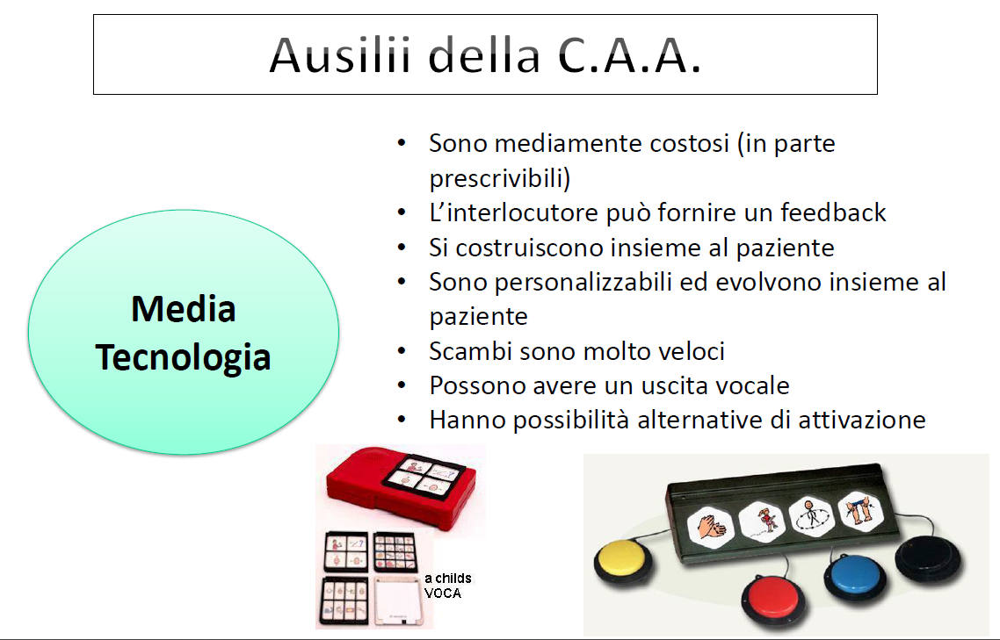 Ausilii della C.A.A.
Media
Tecnologia
• Sono mediamente costosi (in parte
prescrivibili)
• L’interlocutore può fornire un feedback
• Si costruiscono insieme al paziente
• Sono personalizzabili ed evolvono insieme al
paziente
• Scambi sono molto veloci
• Possono avere un uscita vocale
• Hanno possibilità alternative di attivazione
a childs
VOCA